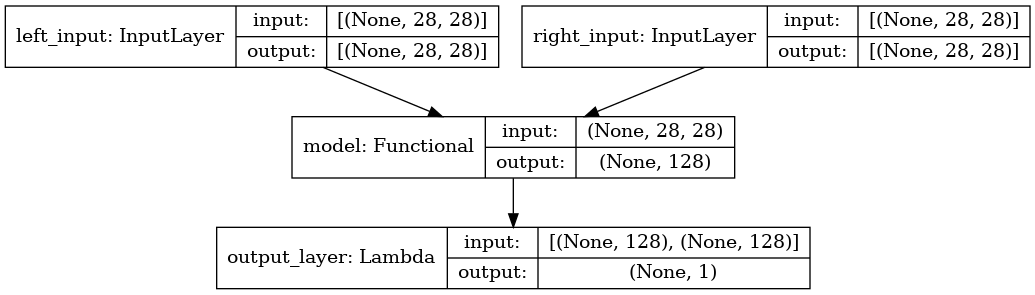 left_input: InputLayer
input:
[(None, 28, 28)]
output:
[(None, 28, 28)]
right_input: InputLayer
input:
[(None, 28, 28)]
output:
[(None, 28, 28)]
model: Functional
input:
(None, 28, 28)
output:
(None, 128)
output_layer: Lambda
input:
[(None, 128), (None, 128)]
output:
(None, 1)